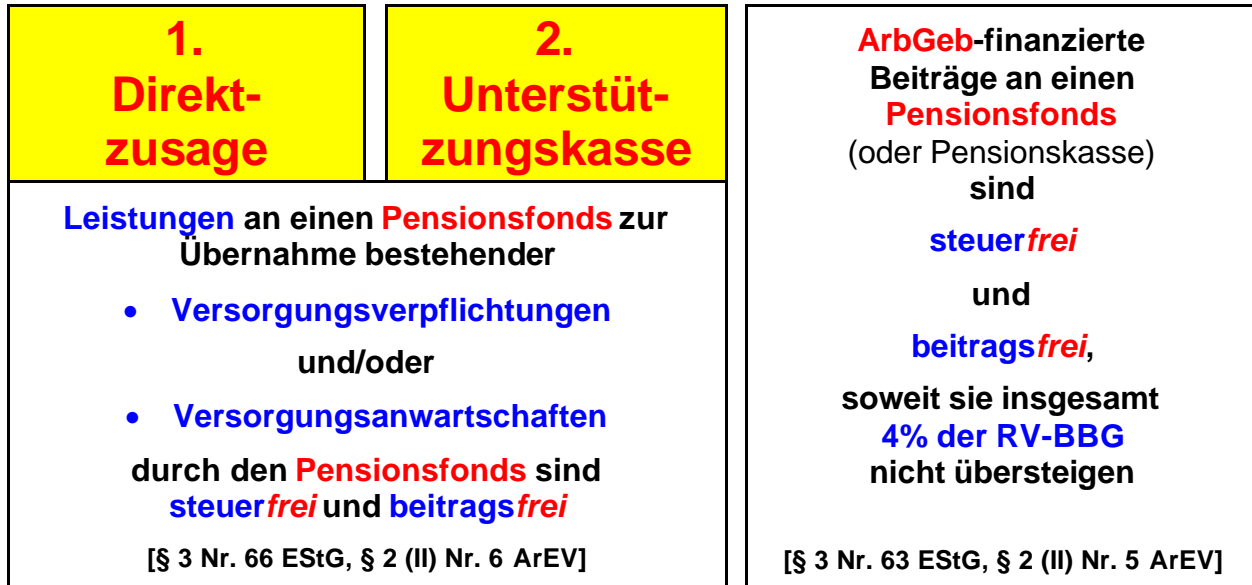 1.
Direkt-
zusage
2.
Unterstüt-
zungskasse
Leistungen an einen Pensionsfonds zur
Übernahme bestehender
• Versorgungsverpflichtungen
und/oder
• Versorgungsanwartschaften
durch den Pensionsfonds sind
steuerfrei und beitragsfrei
[§ 3 Nr. 66 EStG, § 2 (II) Nr. 6 ArEV]
ArbGeb-finanzierte
Beiträge an einen
Pensionsfonds
(oder Pensionskasse)
sind
steuerfrei
und
beitragsfrei,
soweit sie insgesamt
4% der RV-BBG
nicht übersteigen
[§ 3 Nr. 63 EStG, § 2 (II) Nr. 5 ArEV]